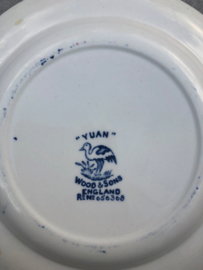 "YUAN"
WOOD & SONS
ENGLAND
Rd No 656368